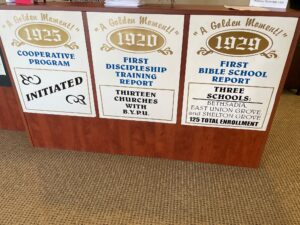 "A Golden Moment!"
1925
COOPERATIVE
PROGRAM
INITIATED
"A Golden Moment!"
1920
FIRST
DISCIPLESHIP
TRAINING
REPORT
THIRTEEN
CHURCHES
WITH
B.Y.P.U.
"A Golden Moment!"
1929
FIRST
BIBLE SCHOOL
REPORT
THREE
SCHOOLS:
BETHSADIA,
EAST UNION GROVE
and SHELTON GROVE
125 TOTAL ENROLLMENT